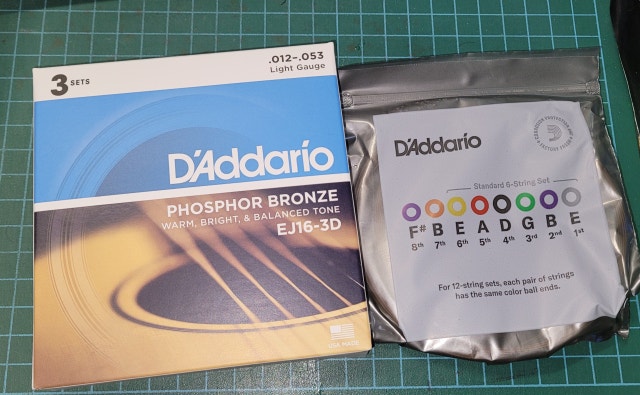 3 SETS
.012–.053
Light Gauge
D'Addario
PHOSPHOR BRONZE
WARM, BRIGHT, & BALANCED TONE
EJ16-3D
USA MADE
D'Addario
Standard 6-String Set
F# B E A D G B E
8th 7th 6th 5th 4th 3rd 2nd 1st
For 12-string sets, each pair of strings
has the same color ball ends.